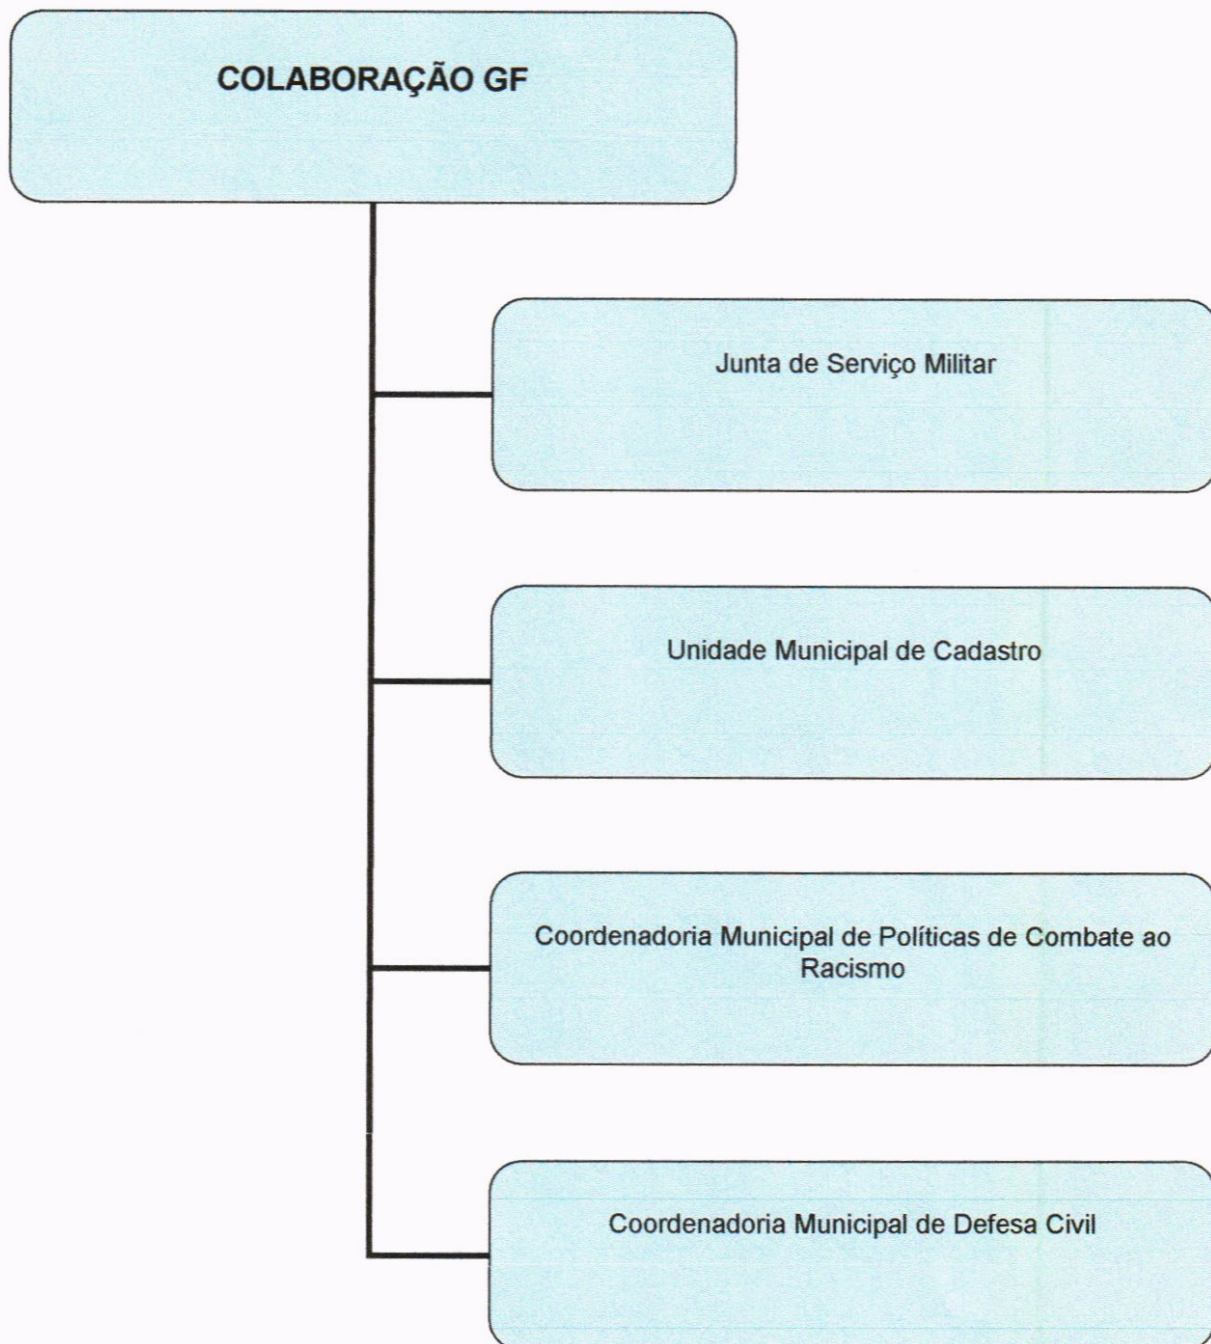 COLABORAÇÃO GF
Junta de Serviço Militar
Unidade Municipal de Cadastro
Coordenadoria Municipal de Políticas de Combate ao
Racismo
Coordenadoria Municipal de Defesa Civil